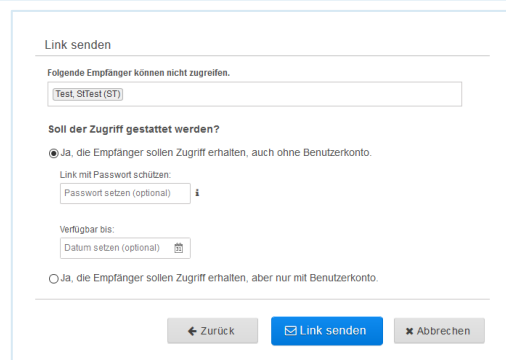 Link senden
Folgende Empfänger können nicht zugreifen.
Test, StTest (ST)
Soll der Zugriff gestattet werden?
Ja, die Empfänger sollen Zugriff erhalten, auch ohne Benutzerkonto.
Link mit Passwort schützen:
Passwort setzen (optional)
Verfügbar bis:
Datum setzen (optional)
Ja, die Empfänger sollen Zugriff erhalten, aber nur mit Benutzerkonto.
Zurück Link senden Abbrechen